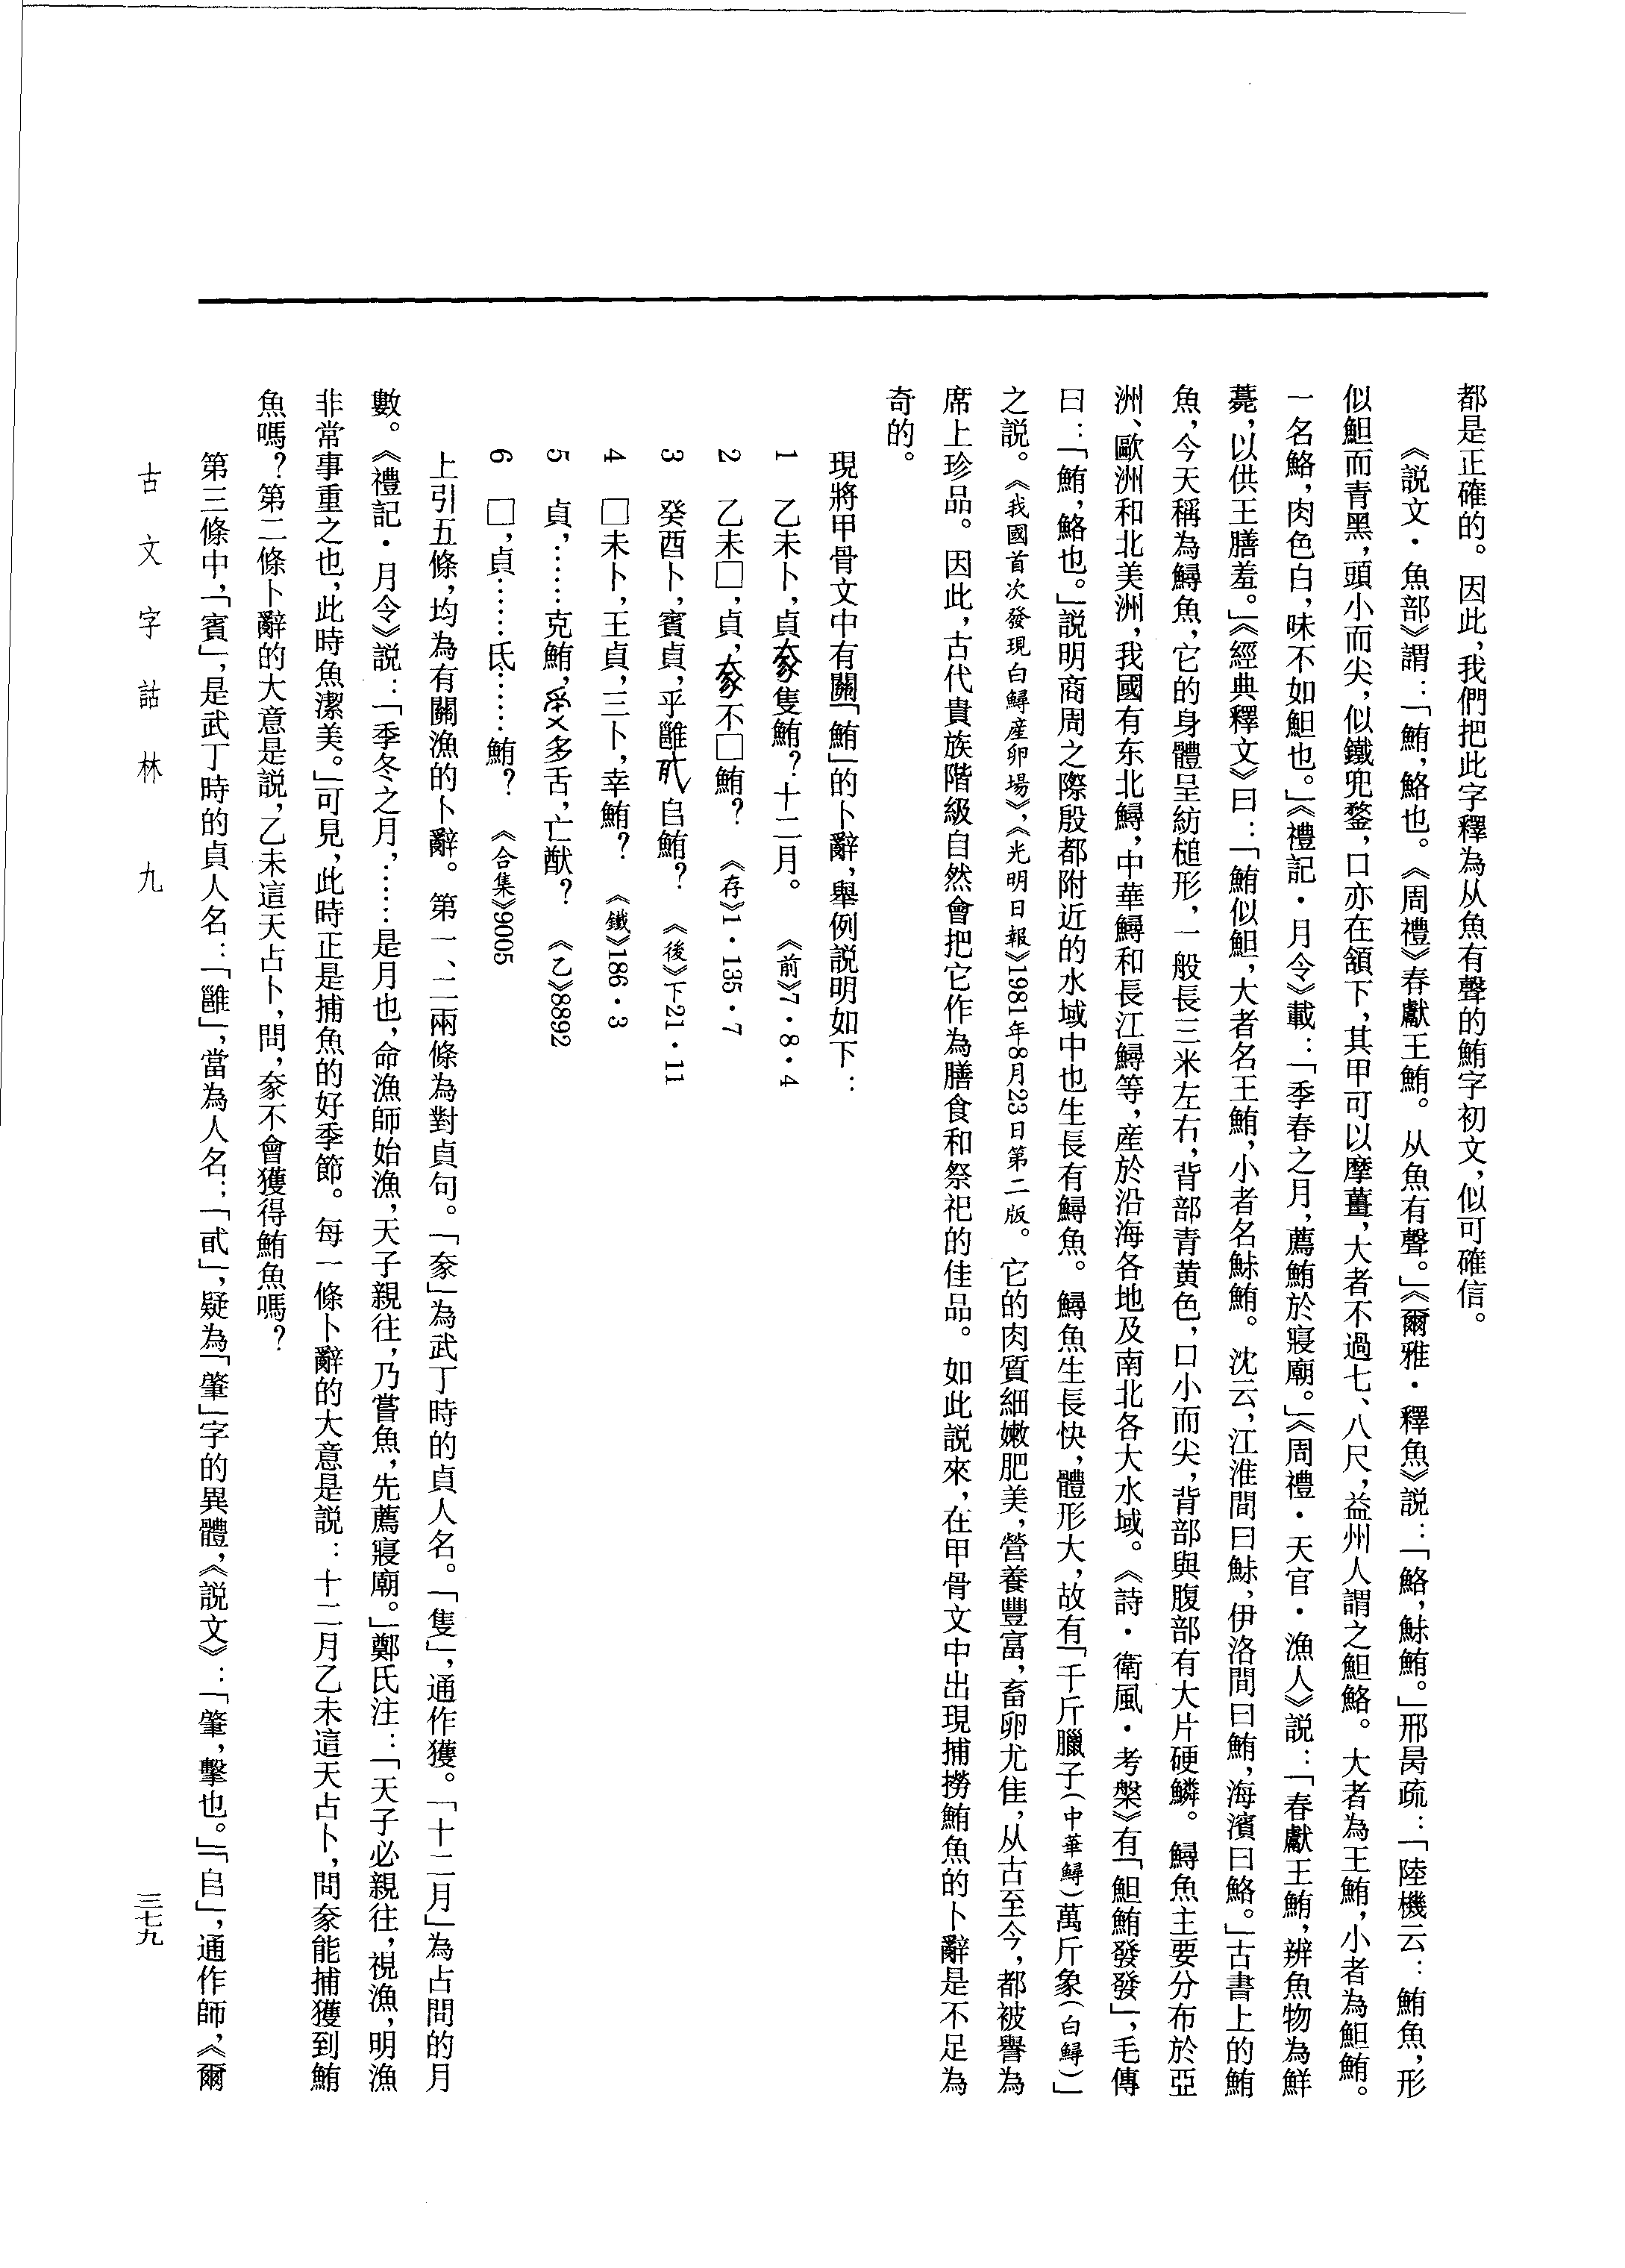 都是正確的。因此，我們把此字釋為从魚有聲的鮪字初文，似可確信。
《説文·魚部》謂：「鮪，鮥也。《周禮》春獻王鮪。从魚有聲。」《爾雅·釋魚》説：「鮥，鮛鮪。」邢昺疏：「陸機云：鮪魚，形
似䱇而青黑，頭小而尖，似鐵兜鍪，口亦在頷下，其甲可以摩薑，大者不過七、八尺，益州人謂之䱇鮥。大者為王鮪，小者為䱇鮪。
一名鮥，肉色白，味不如䱇也。」《禮記·月令》載：「季春之月，薦鮪於寢廟。」《周禮·天官·漁人》説：「春獻王鮪，辨魚物為鮮
薧，以供王膳羞。」《經典釋文》曰：「鮪似䱇，大者名王鮪，小者名鮛鮪。沈云，江淮間曰鮛，伊洛間曰鮪，海濱曰鮥。」古書上的鮪
魚，今天稱為鱘魚，它的身體呈紡槌形，一般長三米左右，背部青黄色，口小而尖，背部與腹部有大片硬鱗。鱘魚主要分布於亞
洲、歐洲和北美洲，我國有东北鱘，中華鱘和長江鱘等，産於沿海各地及南北各大水域。《詩·衛風·考槃》有「䱇鮪發發」，毛傳
曰：「鮪，鮥也。」説明商周之際殷都附近的水域中也生長有鱘魚。鱘魚生長快，體形大，故有「千斤臘子（中華鱘）萬斤象（白鱘）」
之説。《我國首次發現白鱘産卵場》，《光明日報》1981年8月23日第二版。它的肉質細嫩肥美，營養豐富，畜卵尤佳，从古至今，都被譽為
席上珍品。因此，古代貴族階級自然會把它作為膳食和祭祀的佳品。如此説來，在甲骨文中出現捕撈鮪魚的卜辭是不足為
奇的。
現將甲骨文中有關「鮪」的卜辭，舉例説明如下：
1 乙未卜，貞㒸隻鮪？十二月。 《前》7·8·4
2 乙未□，貞，㒸不□鮪？ 《存》1·135·7
3 癸酉卜，賓貞，乎雝𢦏𠂤鮪？ 《後》下21·11
4 □未卜，王貞，三卜，幸鮪？ 《鐵》186·3
5 貞，……克鮪，多舌，亡猷？ 《乙》8892
6 □，貞……氐……鮪？ 《合集》9005
上引五條，均為有關漁的卜辭。第一、二兩條為對貞句。「㒸」為武丁時的貞人名。「隻」，通作獲。「十二月」為占問的月
數。《禮記·月令》説：「季冬之月，……是月也，命漁師始漁，天子親往，乃嘗魚，先薦寢廟。」鄭氏注：「天子必親往，視漁，明漁
非常事重之也，此時魚潔美。」可見，此時正是捕魚的好季節。每一條卜辭的大意是説：十二月乙未這天占卜，問㒸能捕獲到鮪
魚嗎？第二條卜辭的大意是説，乙未這天占卜，問，㒸不會獲得鮪魚嗎？
第三條中，「賓」，是武丁時的貞人名：「雝」，當為人名；「」，疑為「肇」字的異體，《説文》：「肇，擊也。」「𠂤」，通作師，《爾
古文字詁林 九
三七九